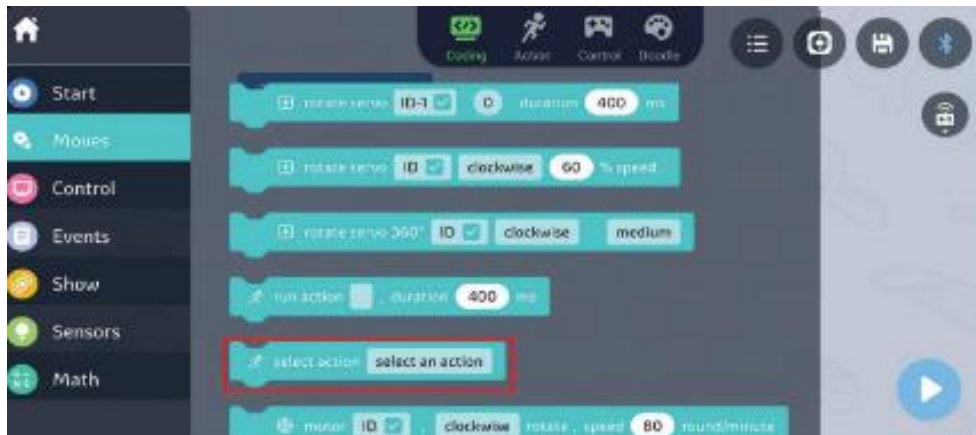 Coding Action Control Doodle
Start
Moves
Control
Events
Show
Sensors
Math
rotate servo ID-1 0 duration 400 ms
rotate servo ID clockwise 60 % speed
rotate servo 360° ID clockwise medium
run action , duration 400 ms
select action select an action
motor ID , clockwise rotate , speed 80 round/minute